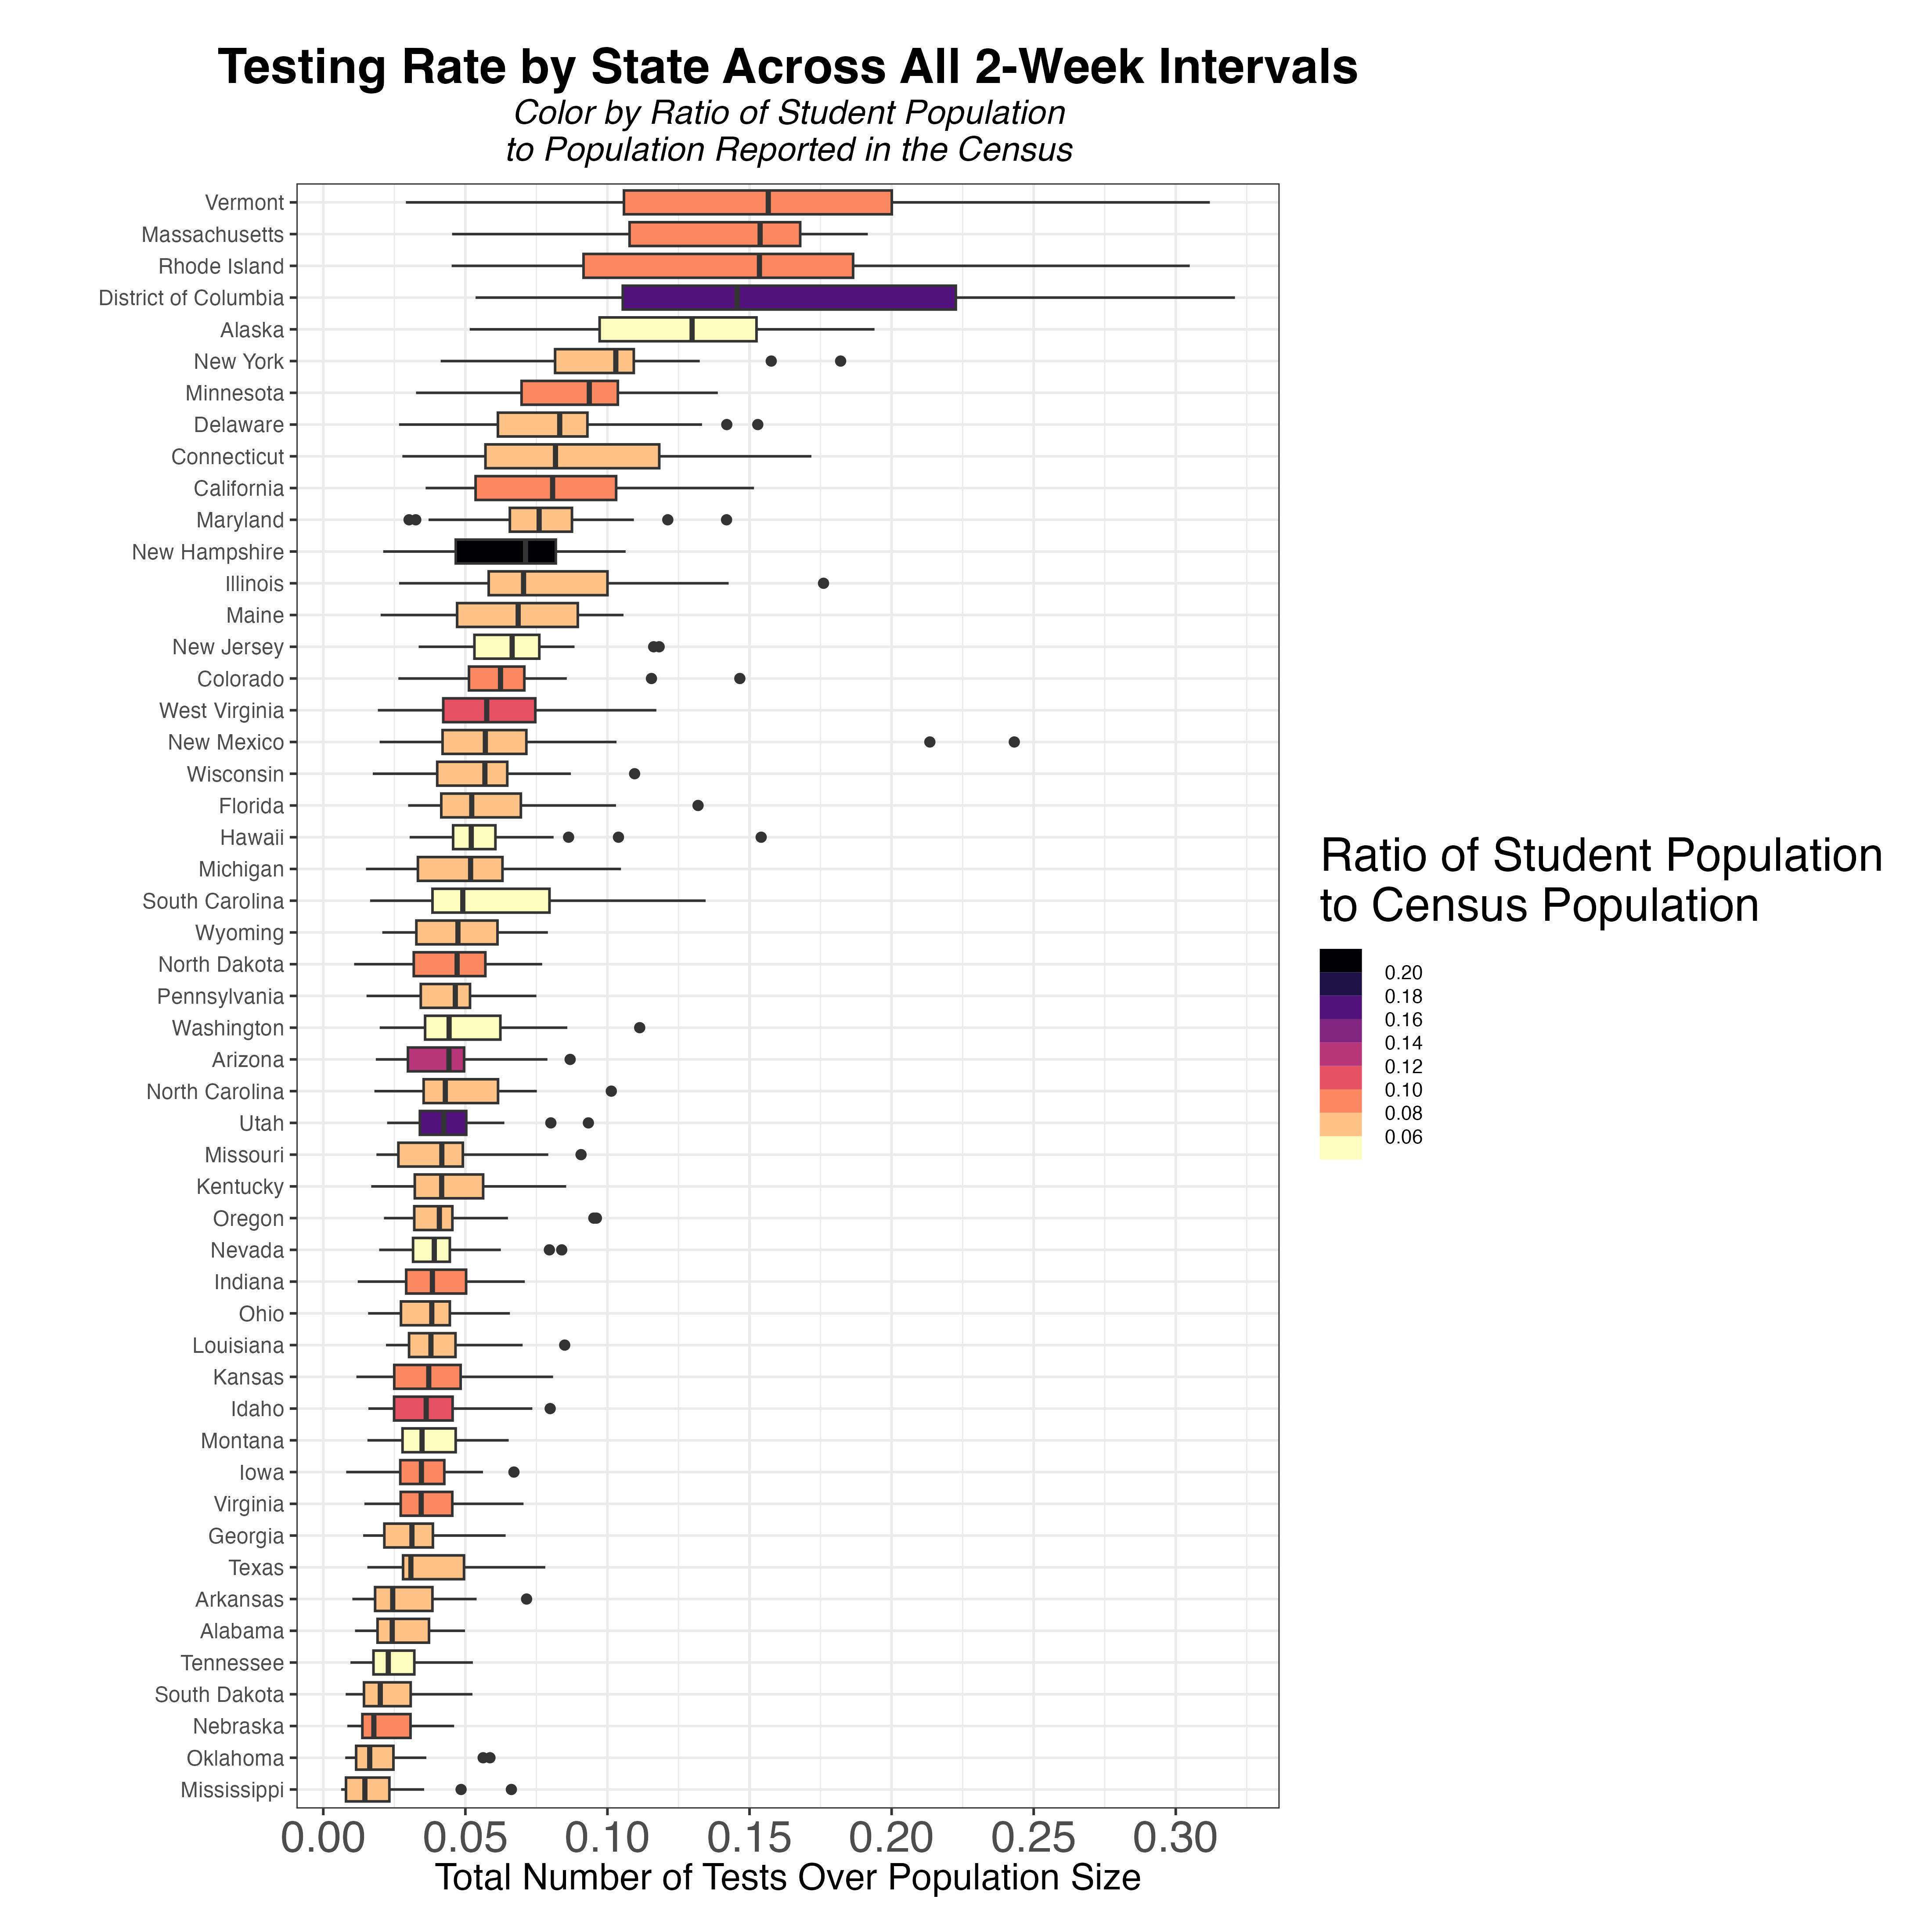 Testing Rate by State Across All 2-Week Intervals
Color by Ratio of Student Population
to Population Reported in the Census
Vermont
Massachusetts
Rhode Island
District of Columbia
Alaska
New York
Minnesota
Delaware
Connecticut
California
Maryland
New Hampshire
Illinois
Maine
New Jersey
Colorado
West Virginia
New Mexico
Wisconsin
Florida
Hawaii
Michigan
South Carolina
Wyoming
North Dakota
Pennsylvania
Washington
Arizona
North Carolina
Utah
Missouri
Kentucky
Oregon
Nevada
Indiana
Ohio
Louisiana
Kansas
Idaho
Montana
Iowa
Virginia
Georgia
Texas
Arkansas
Alabama
Tennessee
South Dakota
Nebraska
Oklahoma
Mississippi
0.00 0.05 0.10 0.15 0.20 0.25 0.30
Total Number of Tests Over Population Size
Ratio of Student Population
to Census Population
0.20
0.18
0.16
0.14
0.12
0.10
0.08
0.06